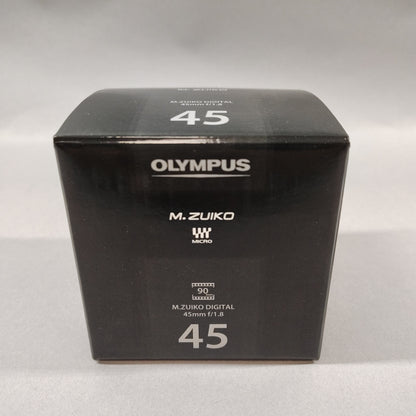 M.ZUIKO DIGITAL
45mm f/1.8
45
OLYMPUS
M.ZUIKO
MICRO
90
M.ZUIKO DIGITAL
45mm f/1.8
45